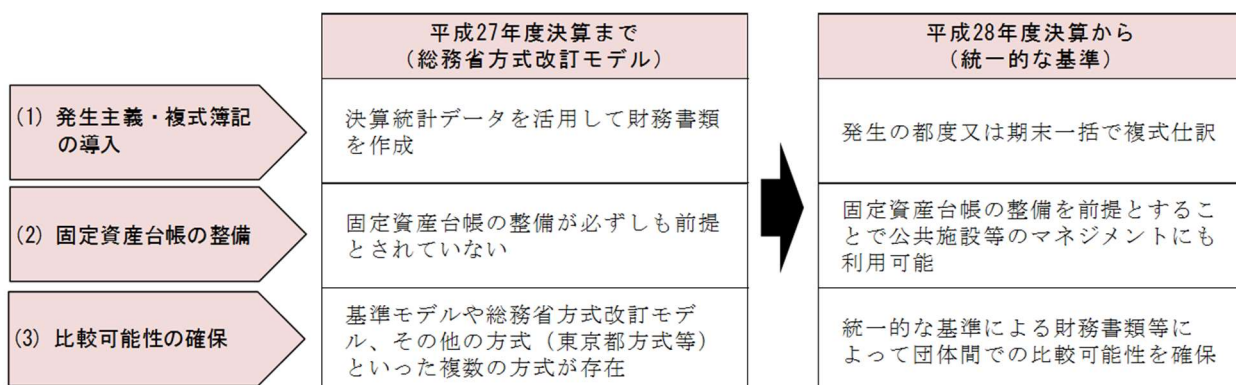 平成27年度決算まで
（総務省方式改訂モデル）
平成28年度決算から
（統一的な基準）
(1) 発生主義・複式簿記
の導入
決算統計データを活用して財務書類
を作成
発生の都度又は期末一括で複式仕訳
(2) 固定資産台帳の整備
固定資産台帳の整備が必ずしも前提
とされていない
固定資産台帳の整備を前提とするこ
とで公共施設等のマネジメントにも
利用可能
(3) 比較可能性の確保
基準モデルや総務省方式改訂モデ
ル、その他の方式（東京都方式等）
といった複数の方式が存在
統一的な基準による財務書類等に
よって団体間での比較可能性を確保